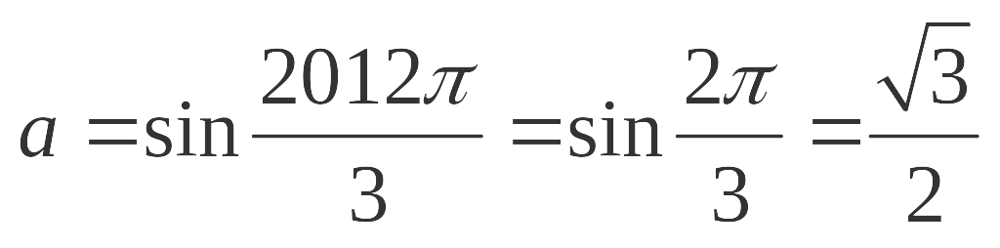 a = sin 2012π/3 = sin 2π/3 = √3/2